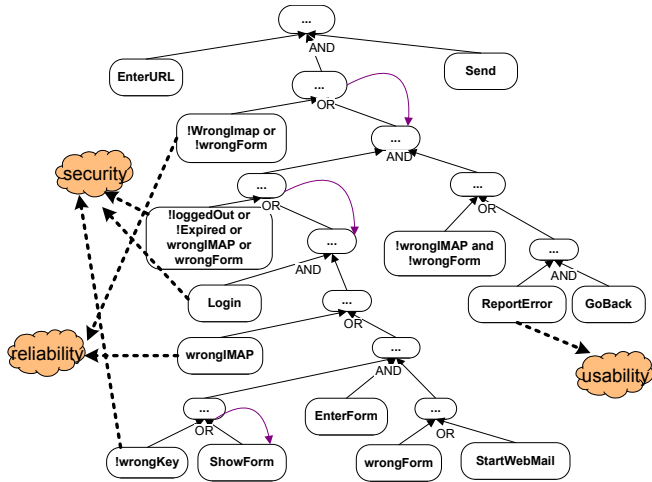 ...
AND
EnterURL
Send
...
OR
!WrongImap or
!wrongForm
...
AND
security
...
OR
...
OR
!loggedOut or
!Expired or
wrongIMAP or
wrongForm
!wrongIMAP and
!wrongForm
...
AND
...
AND
Login
ReportError
GoBack
...
OR
reliability
wrongIMAP
...
AND
usability
...
OR
EnterForm
...
OR
!wrongKey
ShowForm
wrongForm
StartWebMail